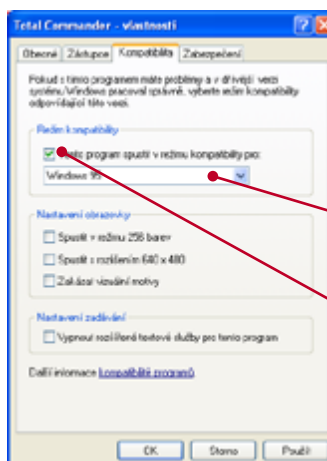 Total Commander - vlastnosti
Obecné Zástupce Kompatibilita Zabezpečení
Pokud s tímto programem máte problémy a v dřívější verzi
systému Windows pracoval správně, vyberte režim kompatibility
odpovídající této verzi.
Režim kompatibility
program spustit v režimu kompatibility pro:
Windows 95
Nastavení obrazovky
Spustit v režimu 256 barev
Spustit s rozlišením 640 x 480
Zakázat vizuální motivy
Nastavení zadávání
Vypnout rozšířené textové služby pro tento program
Další informace kompatibilitě programů
OK Storno Použít